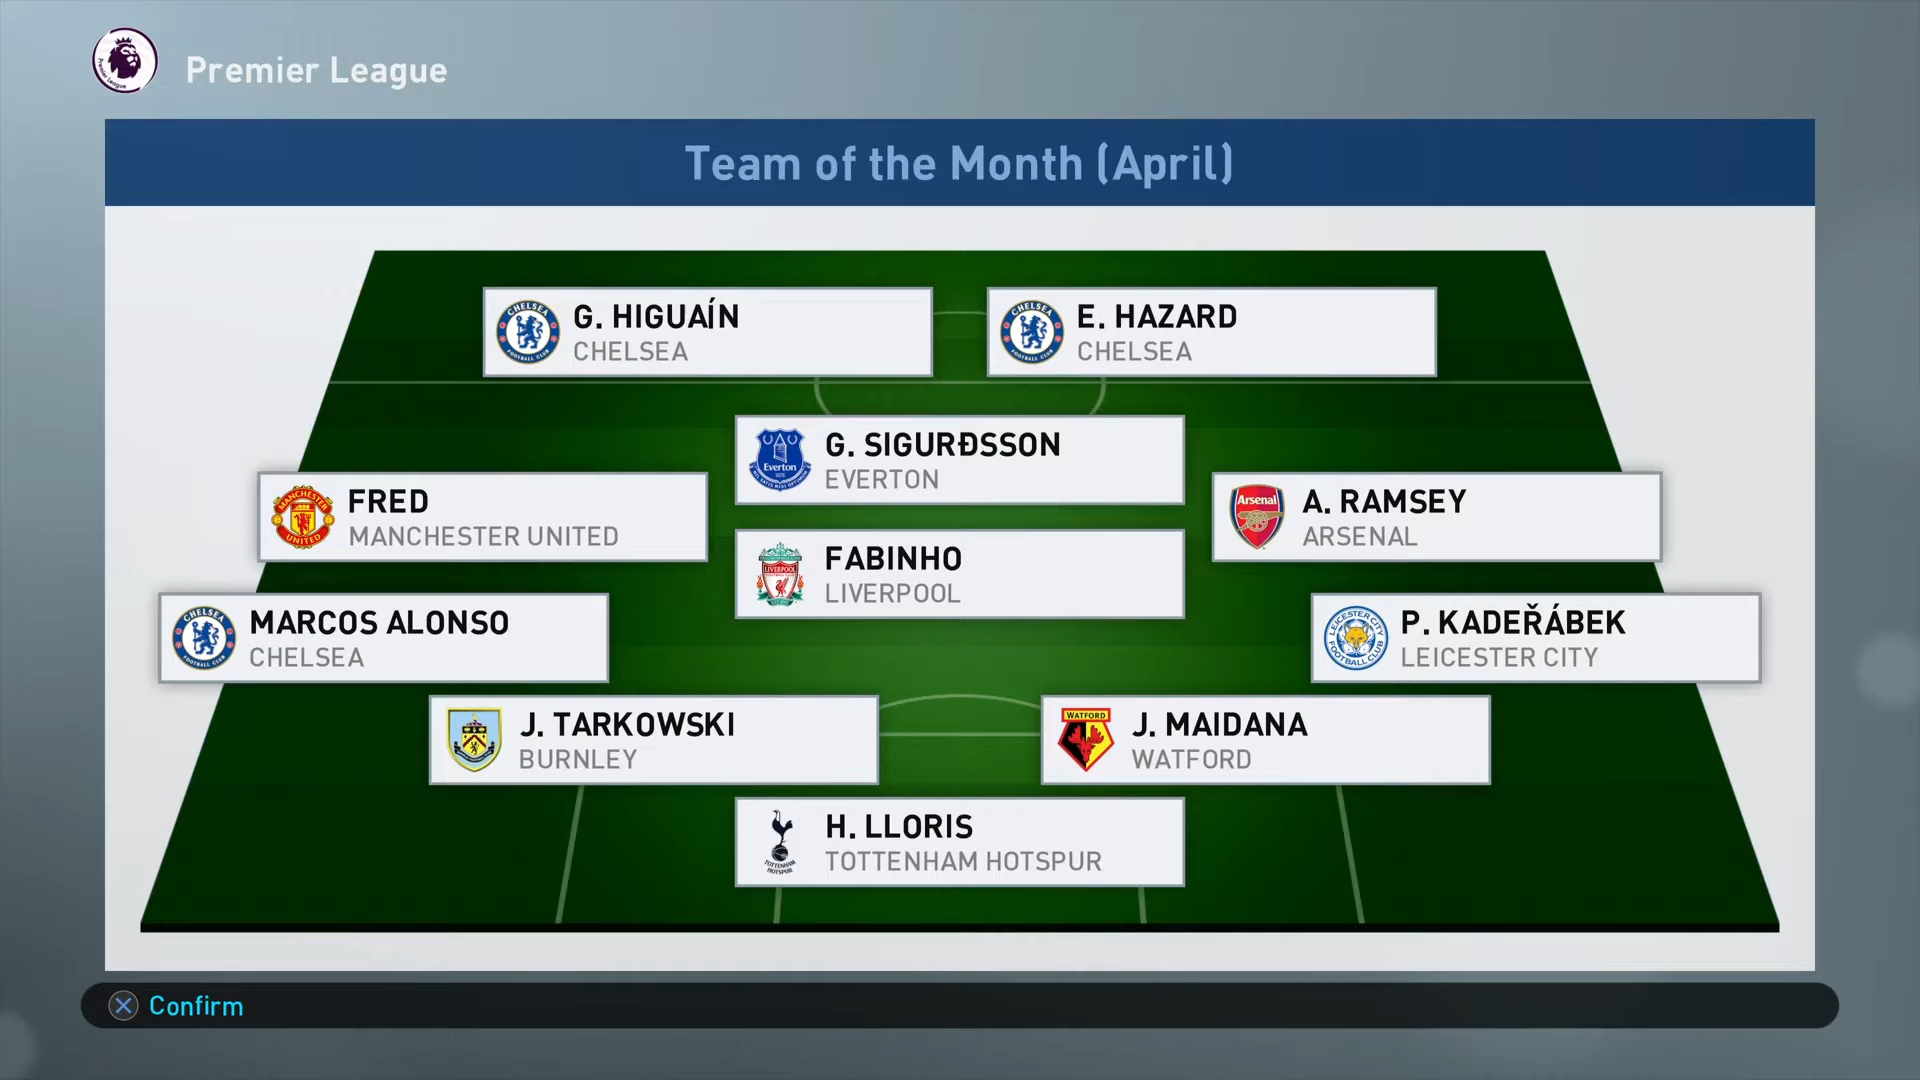 Premier League
Team of the Month (April)
G. HIGUAÍN
CHELSEA
E. HAZARD
CHELSEA
G. SIGURÐSSON
EVERTON
FRED
MANCHESTER UNITED
A. RAMSEY
ARSENAL
FABINHO
LIVERPOOL
MARCOS ALONSO
CHELSEA
P. KADEŘÁBEK
LEICESTER CITY
J. TARKOWSKI
BURNLEY
J. MAIDANA
WATFORD
H. LLORIS
TOTTENHAM HOTSPUR
Confirm